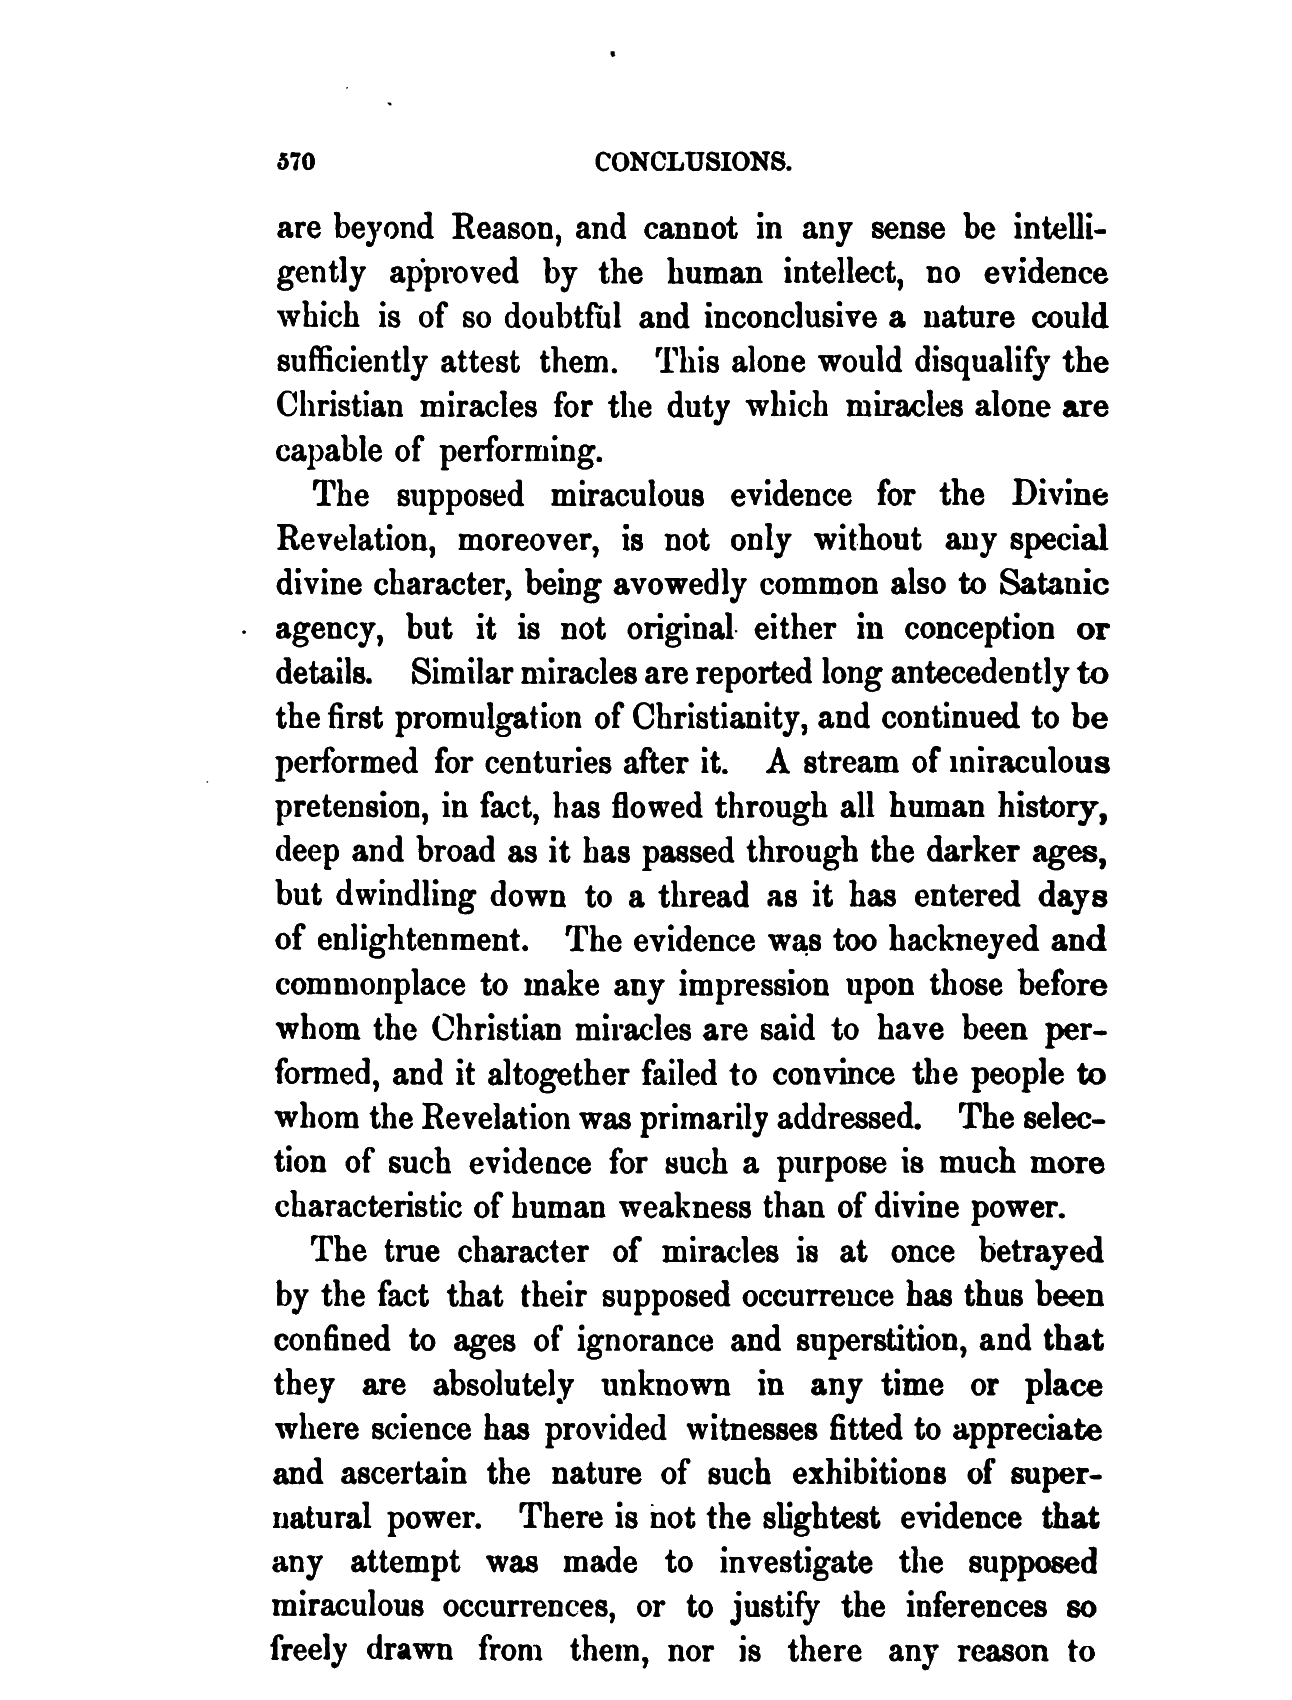 570 CONCLUSIONS.
are beyond Reason, and cannot in any sense be intelli-
gently approved by the human intellect, no evidence
which is of so doubtful and inconclusive a nature could
sufficiently attest them. This alone would disqualify the
Christian miracles for the duty which miracles alone are
capable of performing.
The supposed miraculous evidence for the Divine
Revelation, moreover, is not only without any special
divine character, being avowedly common also to Satanic
agency, but it is not original either in conception or
details. Similar miracles are reported long antecedently to
the first promulgation of Christianity, and continued to be
performed for centuries after it. A stream of miraculous
pretension, in fact, has flowed through all human history,
deep and broad as it has passed through the darker ages,
but dwindling down to a thread as it has entered days
of enlightenment. The evidence was too hackneyed and
commonplace to make any impression upon those before
whom the Christian miracles are said to have been per-
formed, and it altogether failed to convince the people to
whom the Revelation was primarily addressed. The selec-
tion of such evidence for such a purpose is much more
characteristic of human weakness than of divine power.
The true character of miracles is at once betrayed
by the fact that their supposed occurrence has thus been
confined to ages of ignorance and superstition, and that
they are absolutely unknown in any time or place
where science has provided witnesses fitted to appreciate
and ascertain the nature of such exhibitions of super-
natural power. There is not the slightest evidence that
any attempt was made to investigate the supposed
miraculous occurrences, or to justify the inferences so
freely drawn from them, nor is there any reason to